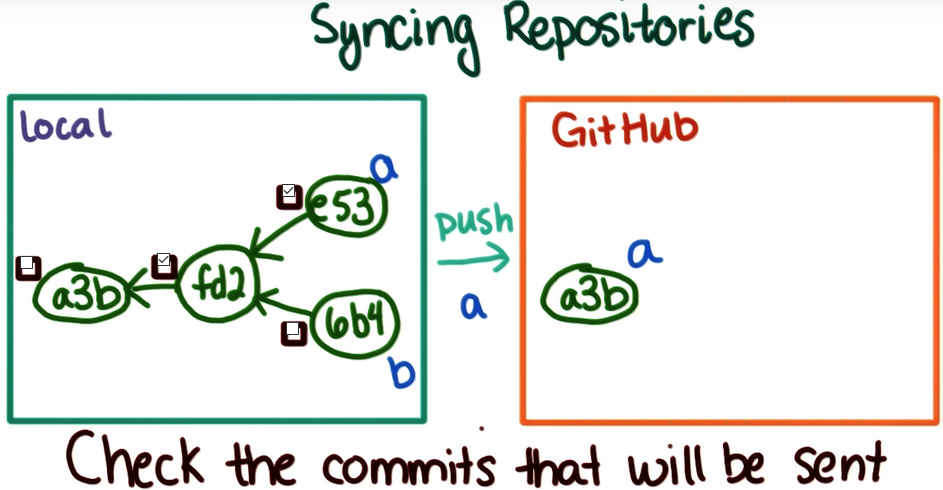 Syncing Repositories
local
GitHub
a
e53
push
a
a3b
fd2
a3b
a
6b4
b
Check the commits that will be sent